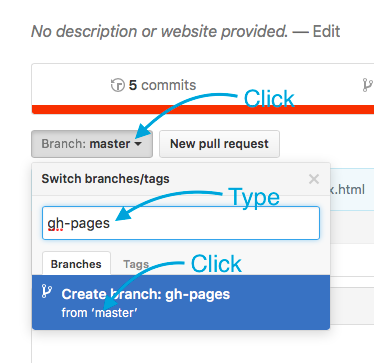 No description or website provided. — Edit
5 commits
Click
Branch: master
New pull request
Switch branches/tags
x.html
gh-pages
Type
Branches
Tags
Click
Create branch: gh-pages
from ‘master’